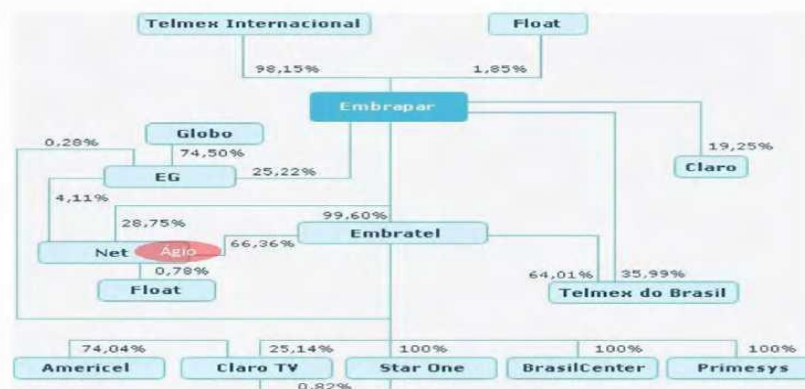 Telmex Internacional
Float
98,15%
1,85%
Embrapar
Globo
0,28%
74,50%
19,25%
EG
25,22%
Claro
4,11%
28,75%
99,60%
Embratel
Net
Ágio
66,36%
0,78%
64,01%
35,99%
Float
Telmex do Brasil
74,04%
25,14%
100%
100%
100%
Americel
Claro TV
Star One
BrasilCenter
Primesys
0,82%